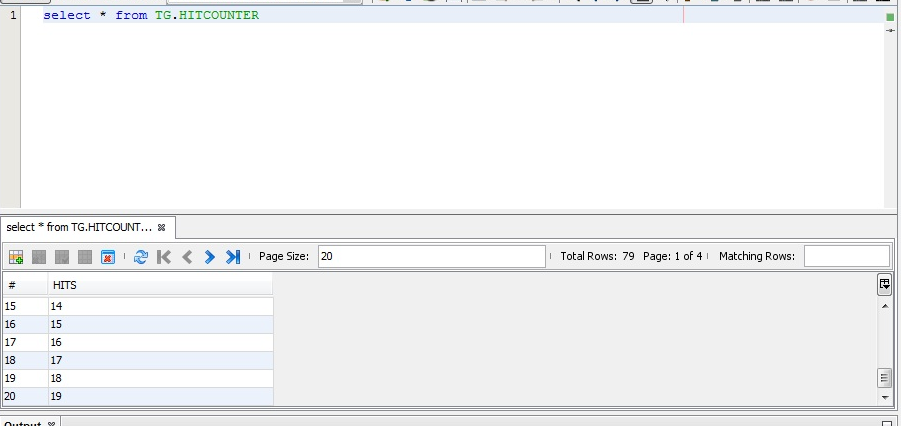 1 select * from TG.HITCOUNTER
select * from TG.HITCOUNT...
Page Size: 20 Total Rows: 79 Page: 1 of 4 Matching Rows:
# HITS
15 14
16 15
17 16
18 17
19 18
20 19
Output